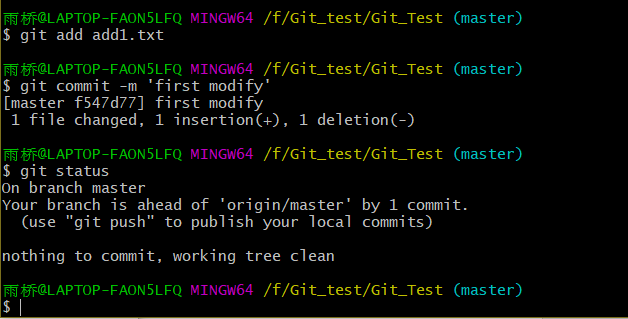 雨桥@LAPTOP-FAON5LFQ MINGW64 /f/Git_test/Git_Test (master)
$ git add add1.txt
雨桥@LAPTOP-FAON5LFQ MINGW64 /f/Git_test/Git_Test (master)
$ git commit -m 'first modify'
[master f547d77] first modify
 1 file changed, 1 insertion(+), 1 deletion(-)
雨桥@LAPTOP-FAON5LFQ MINGW64 /f/Git_test/Git_Test (master)
$ git status
On branch master
Your branch is ahead of 'origin/master' by 1 commit.
  (use "git push" to publish your local commits)
nothing to commit, working tree clean
雨桥@LAPTOP-FAON5LFQ MINGW64 /f/Git_test/Git_Test (master)
$